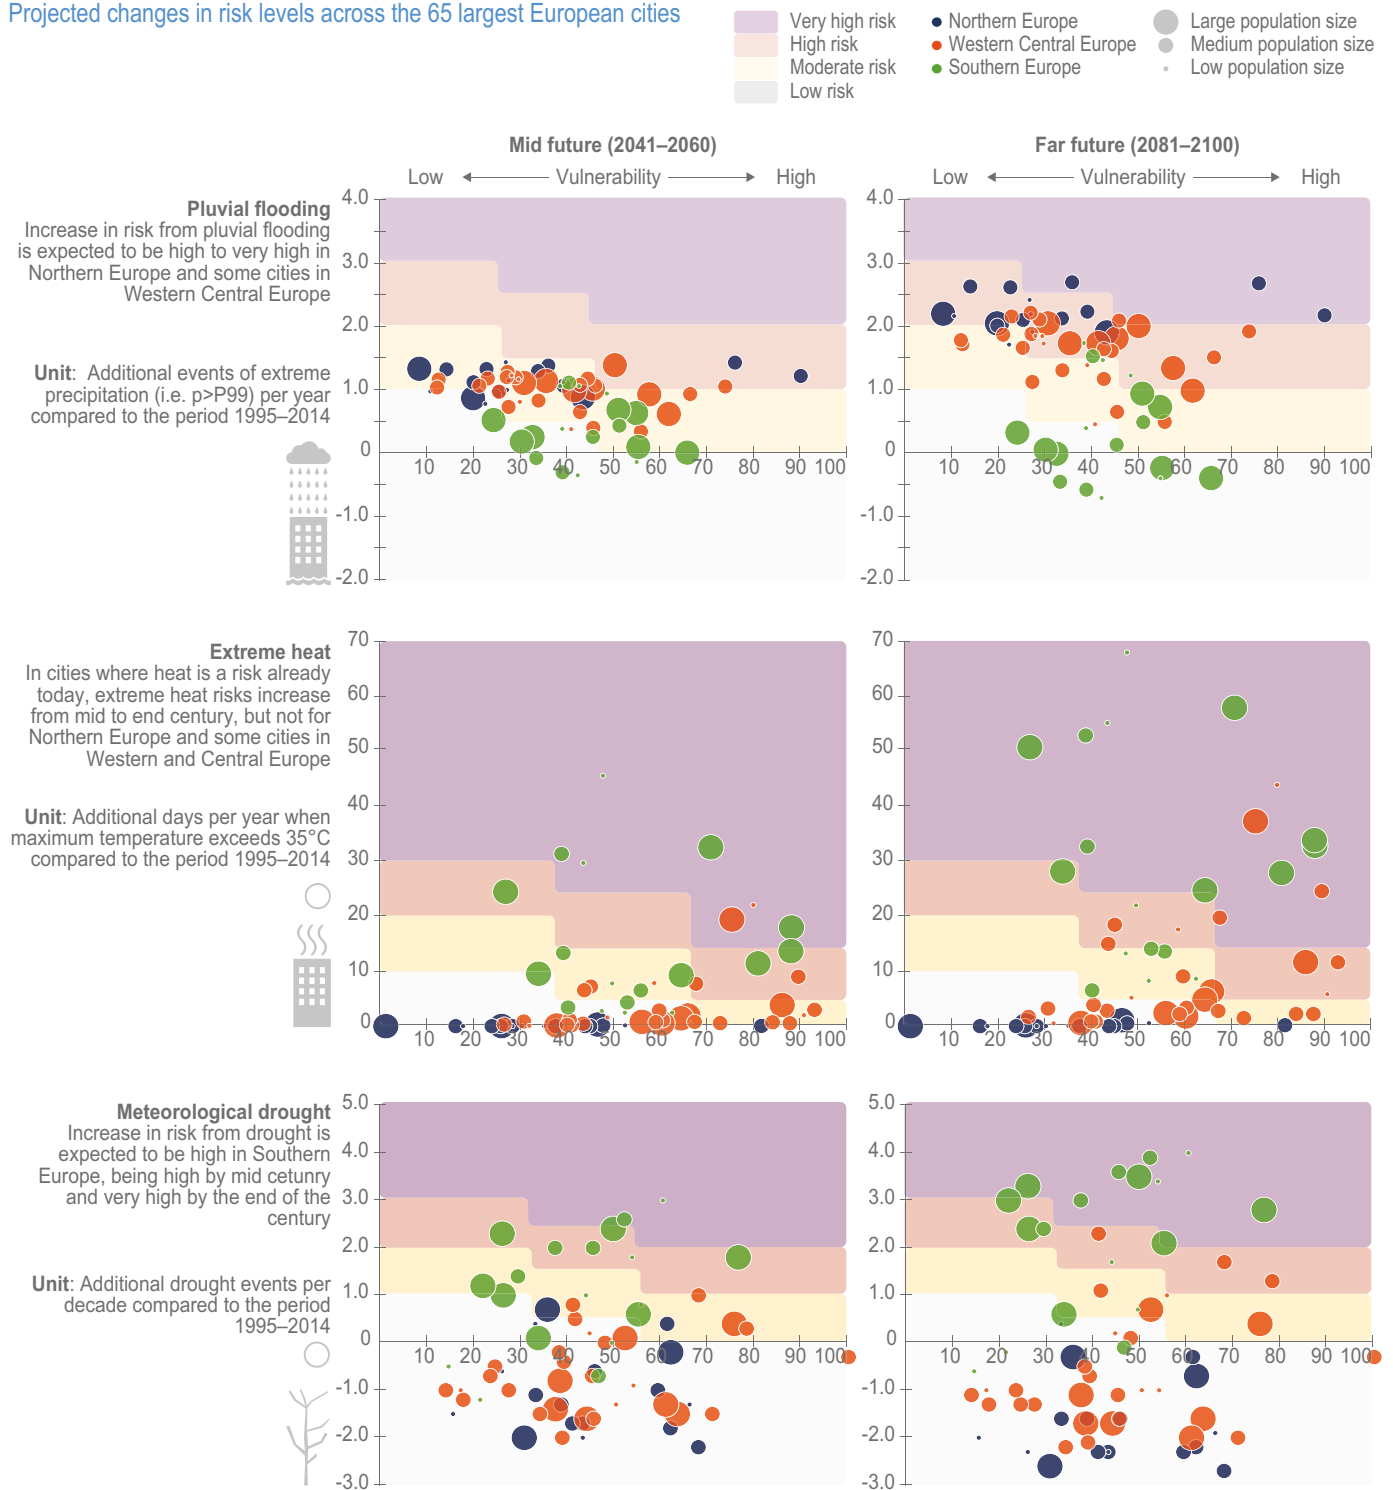 Projected changes in risk levels across the 65 largest European cities
Very high risk
High risk
Moderate risk
Low risk
Northern Europe
Western Central Europe
Southern Europe
Large population size
Medium population size
Low population size
Mid future (2041–2060)
Low Vulnerability High
Far future (2081–2100)
Low Vulnerability High
Pluvial flooding
Increase in risk from pluvial flooding
is expected to be high to very high in
Northern Europe and some cities in
Western Central Europe
Unit: Additional events of extreme
precipitation (i.e. p>P99) per year
compared to the period 1995–2014
4.0
3.0
2.0
1.0
0
-1.0
-2.0
10 20 30 40 50 60 70 80 90 100
4.0
3.0
2.0
1.0
0
-1.0
-2.0
10 20 30 40 50 60 70 80 90 100
Extreme heat
In cities where heat is a risk already
today, extreme heat risks increase
from mid to end century, but not for
Northern Europe and some cities in
Western and Central Europe
Unit: Additional days per year when
maximum temperature exceeds 35°C
compared to the period 1995–2014
70
60
50
40
30
20
10
0
10 20 30 40 50 60 70 80 90 100
70
60
50
40
30
20
10
0
10 20 30 40 50 60 70 80 90 100
Meteorological drought
Increase in risk from drought is
expected to be high in Southern
Europe, being high by mid cetunry
and very high by the end of the
century
Unit: Additional drought events per
decade compared to the period
1995–2014
5.0
4.0
3.0
2.0
1.0
0
-1.0
-2.0
-3.0
10 20 30 40 50 60 70 80 90 100
5.0
4.0
3.0
2.0
1.0
0
-1.0
-2.0
-3.0
10 20 30 40 50 60 70 80 90 100